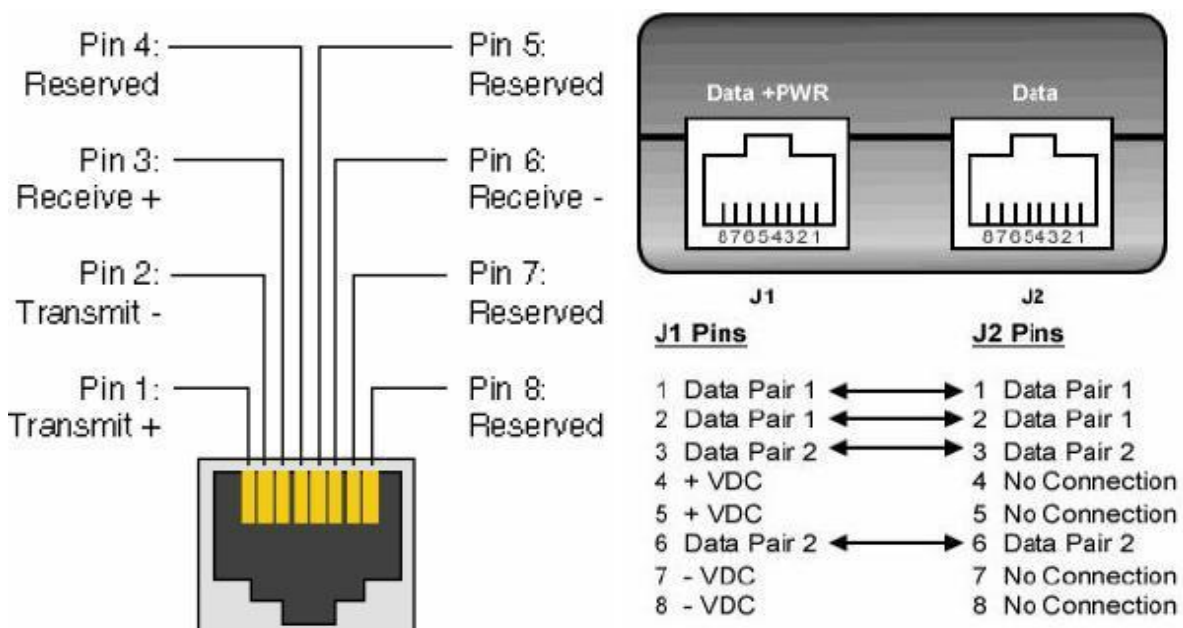 Pin 4:
Reserved
Pin 5:
Reserved
Pin 3:
Receive +
Pin 6:
Receive -
Pin 2:
Transmit -
Pin 7:
Reserved
Pin 1:
Transmit +
Pin 8:
Reserved
Data +PWR
Data
87654321
87654321
J1
J2
J1 Pins
J2 Pins
1 Data Pair 1
1 Data Pair 1
2 Data Pair 1
2 Data Pair 1
3 Data Pair 2
3 Data Pair 2
4 + VDC
4 No Connection
5 + VDC
5 No Connection
6 Data Pair 2
6 Data Pair 2
7 - VDC
7 No Connection
8 - VDC
8 No Connection